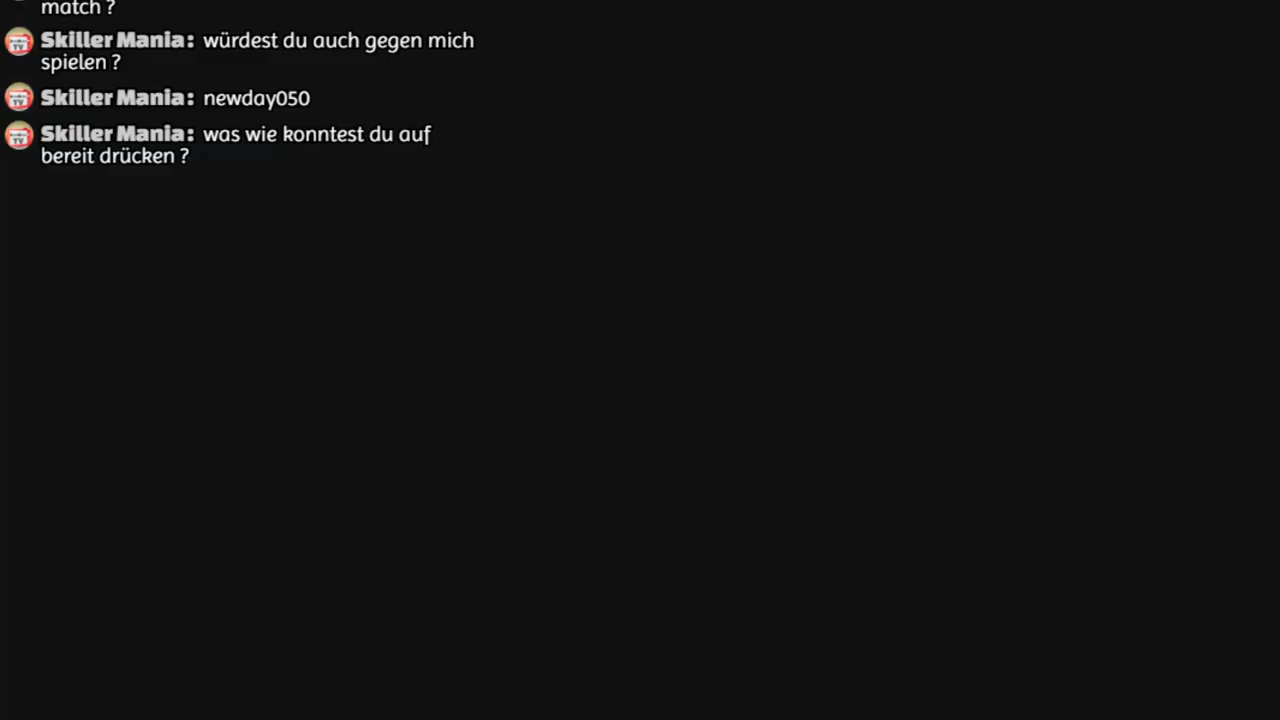 match ?
Skiller Mania: würdest du auch gegen mich
spielen ?
Skiller Mania: newday050
Skiller Mania: was wie konntest du auf
bereit drücken ?